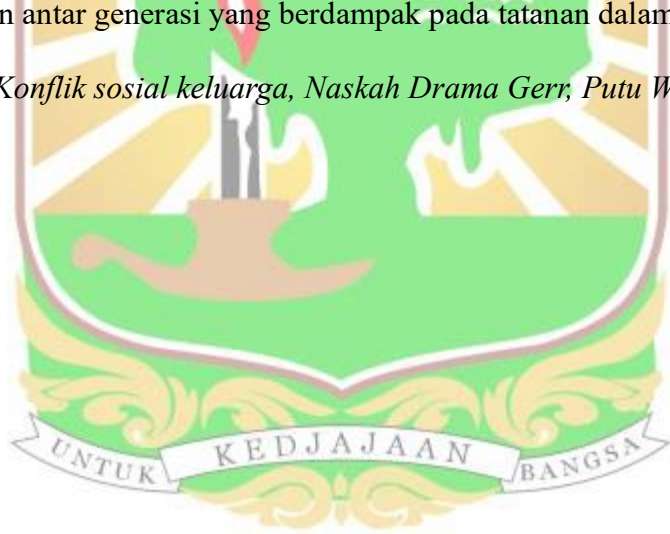 n antar generasi yang berdampak pada tatanan dalam
Konflik sosial keluarga, Naskah Drama Gerr, Putu W
UNTUK KEDJAJAAN BANGSA